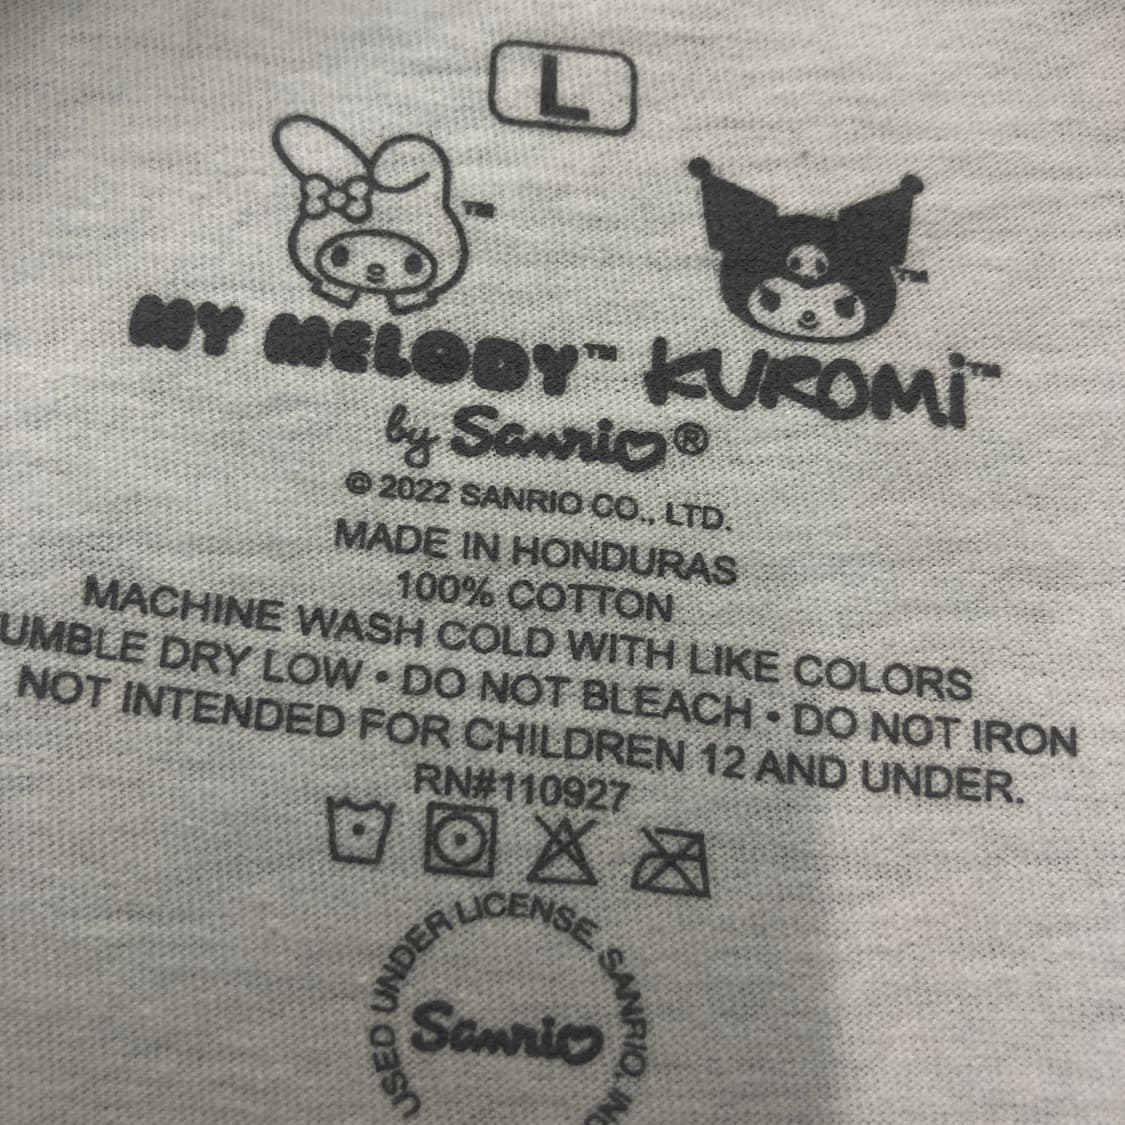 L
™
™
MY MELODY™ KUROMI™
by Sanrio®
© 2022 SANRIO CO., LTD.
MADE IN HONDURAS
100% COTTON
MACHINE WASH COLD WITH LIKE COLORS
UMBLE DRY LOW • DO NOT BLEACH • DO NOT IRON
NOT INTENDED FOR CHILDREN 12 AND UNDER.
RN#110927
USED UNDER LICENSE, SANRIO, INC
Sanrio